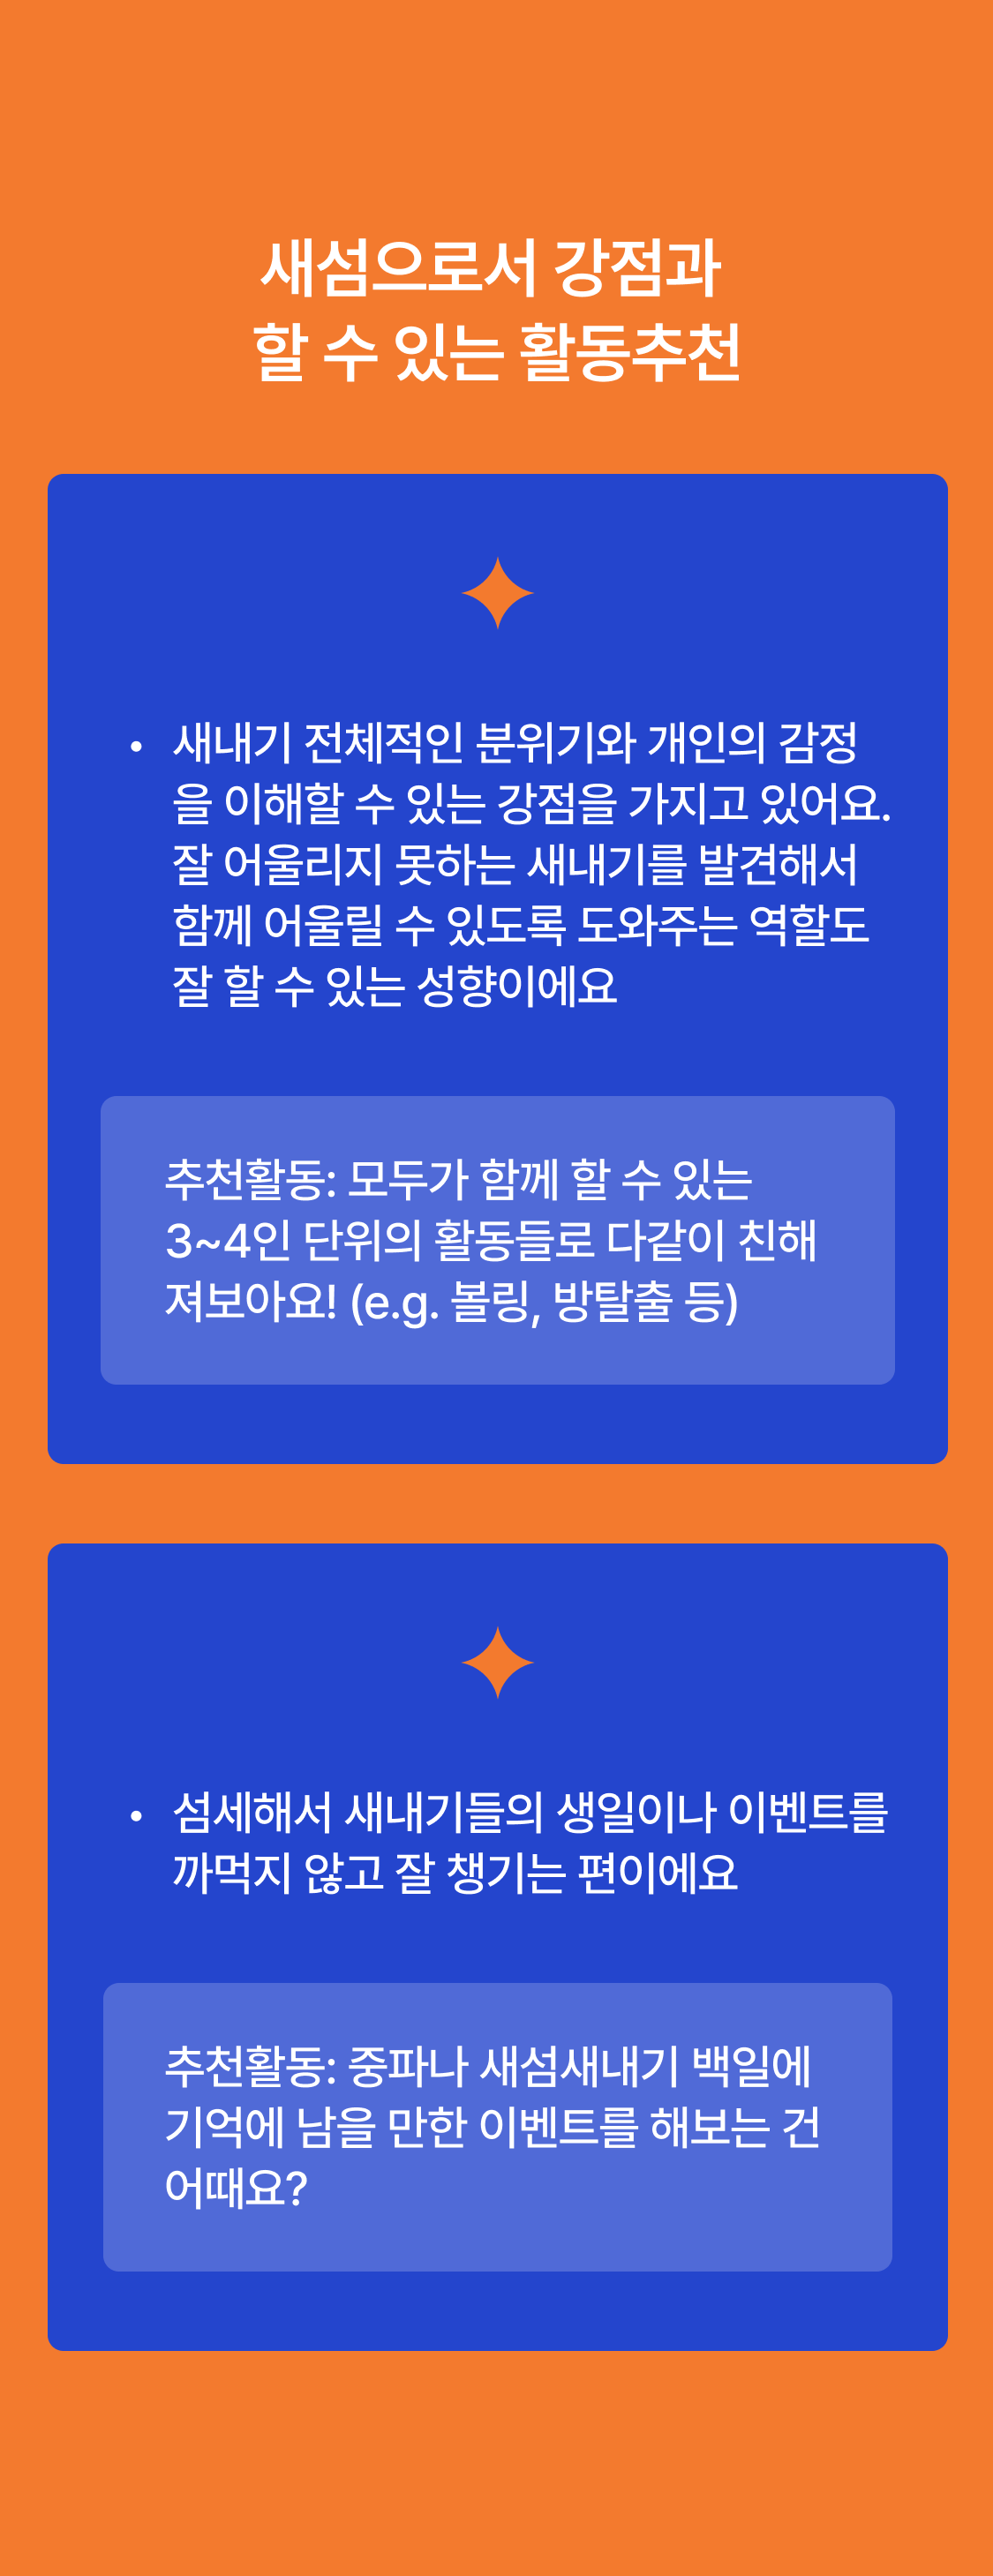 새섬으로서 강점과
할 수 있는 활동추천
• 새내기 전체적인 분위기와 개인의 감정
을 이해할 수 있는 강점을 가지고 있어요.
잘 어울리지 못하는 새내기를 발견해서
함께 어울릴 수 있도록 도와주는 역할도
잘 할 수 있는 성향이에요
추천활동: 모두가 함께 할 수 있는
3~4인 단위의 활동들로 다같이 친해
져보아요! (e.g. 볼링, 방탈출 등)
• 섬세해서 새내기들의 생일이나 이벤트를
까먹지 않고 잘 챙기는 편이에요
추천활동: 중파나 새섬새내기 백일에
기억에 남을 만한 이벤트를 해보는 건
어때요?